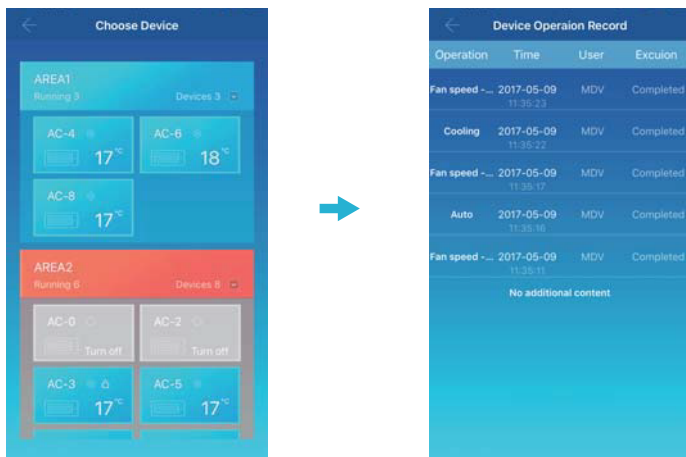 Choose Device
AREA1
Running 3 Devices 3
AC-4 AC-6
17°C 18°C
AC-8
17°C
AREA2
Running 6 Devices 8
AC-0 AC-2
Turn off Turn off
AC-3 AC-5
17°C 17°C
Device Operaion Record
Operation Time User Excuion
Fan speed -... 2017-05-09 MDV Completed
11:35:23
Cooling 2017-05-09 MDV Completed
11:35:22
Fan speed -... 2017-05-09 MDV Completed
11:35:17
Auto 2017-05-09 MDV Completed
11:35:16
Fan speed -... 2017-05-09 MDV Completed
11:35:11
No additional content